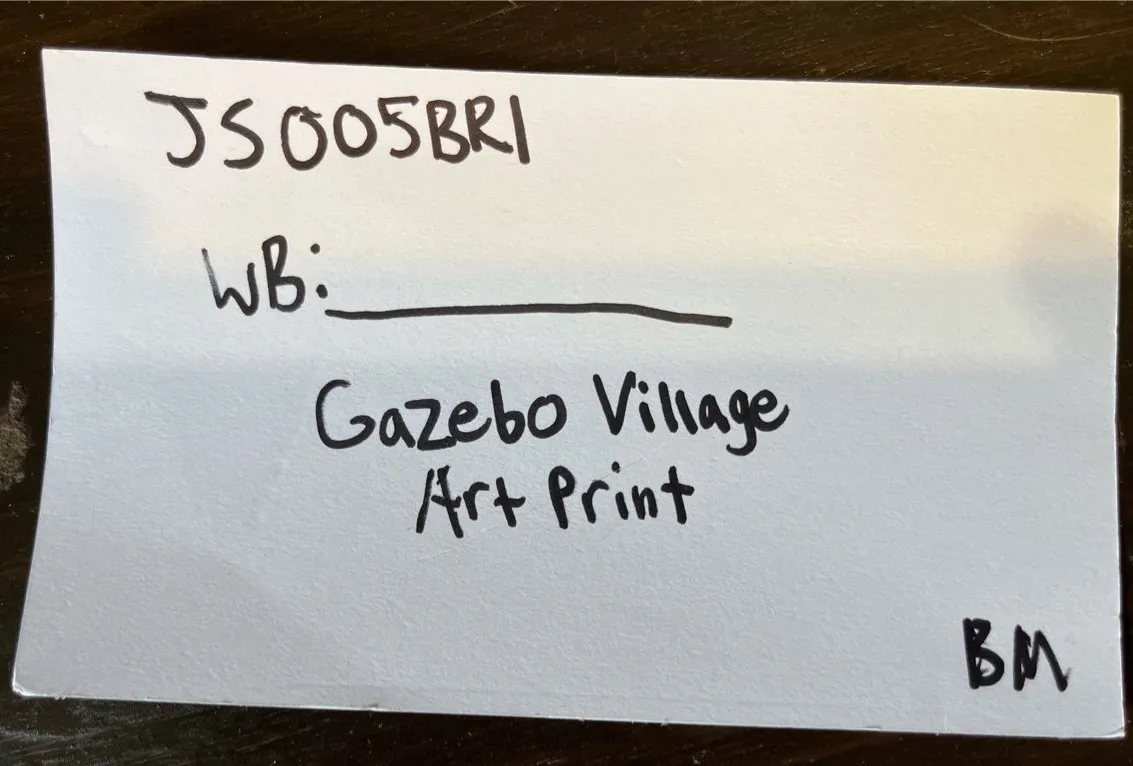 JS005BR1
WB:
Gazebo Village
Art Print
BM